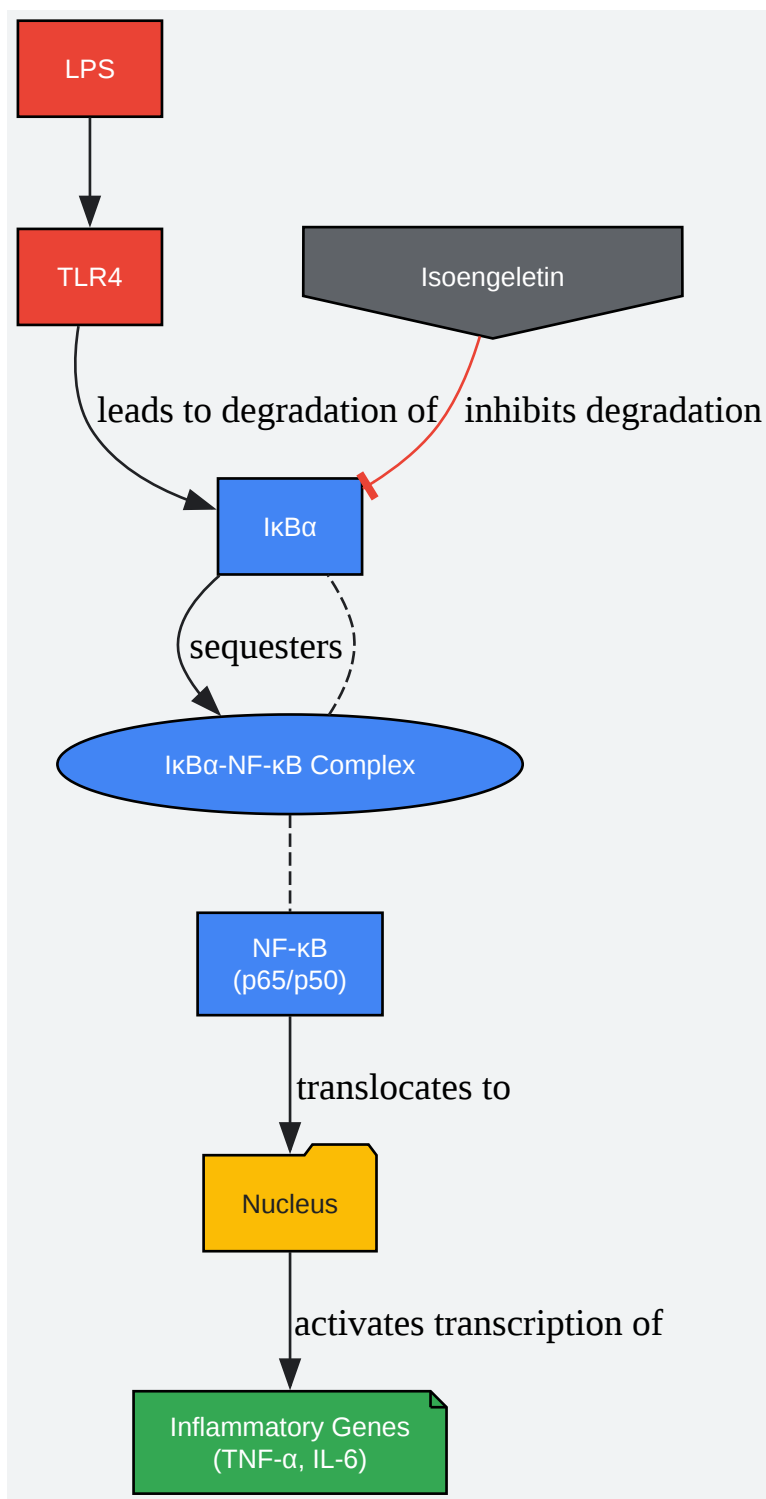 LPS
TLR4
Isoengeletin
leads to degradation of
inhibits degradation
IκBα
sequesters
IκBα-NF-κB Complex
NF-κB
(p65/p50)
translocates to
Nucleus
activates transcription of
Inflammatory Genes
(TNF-α, IL-6)